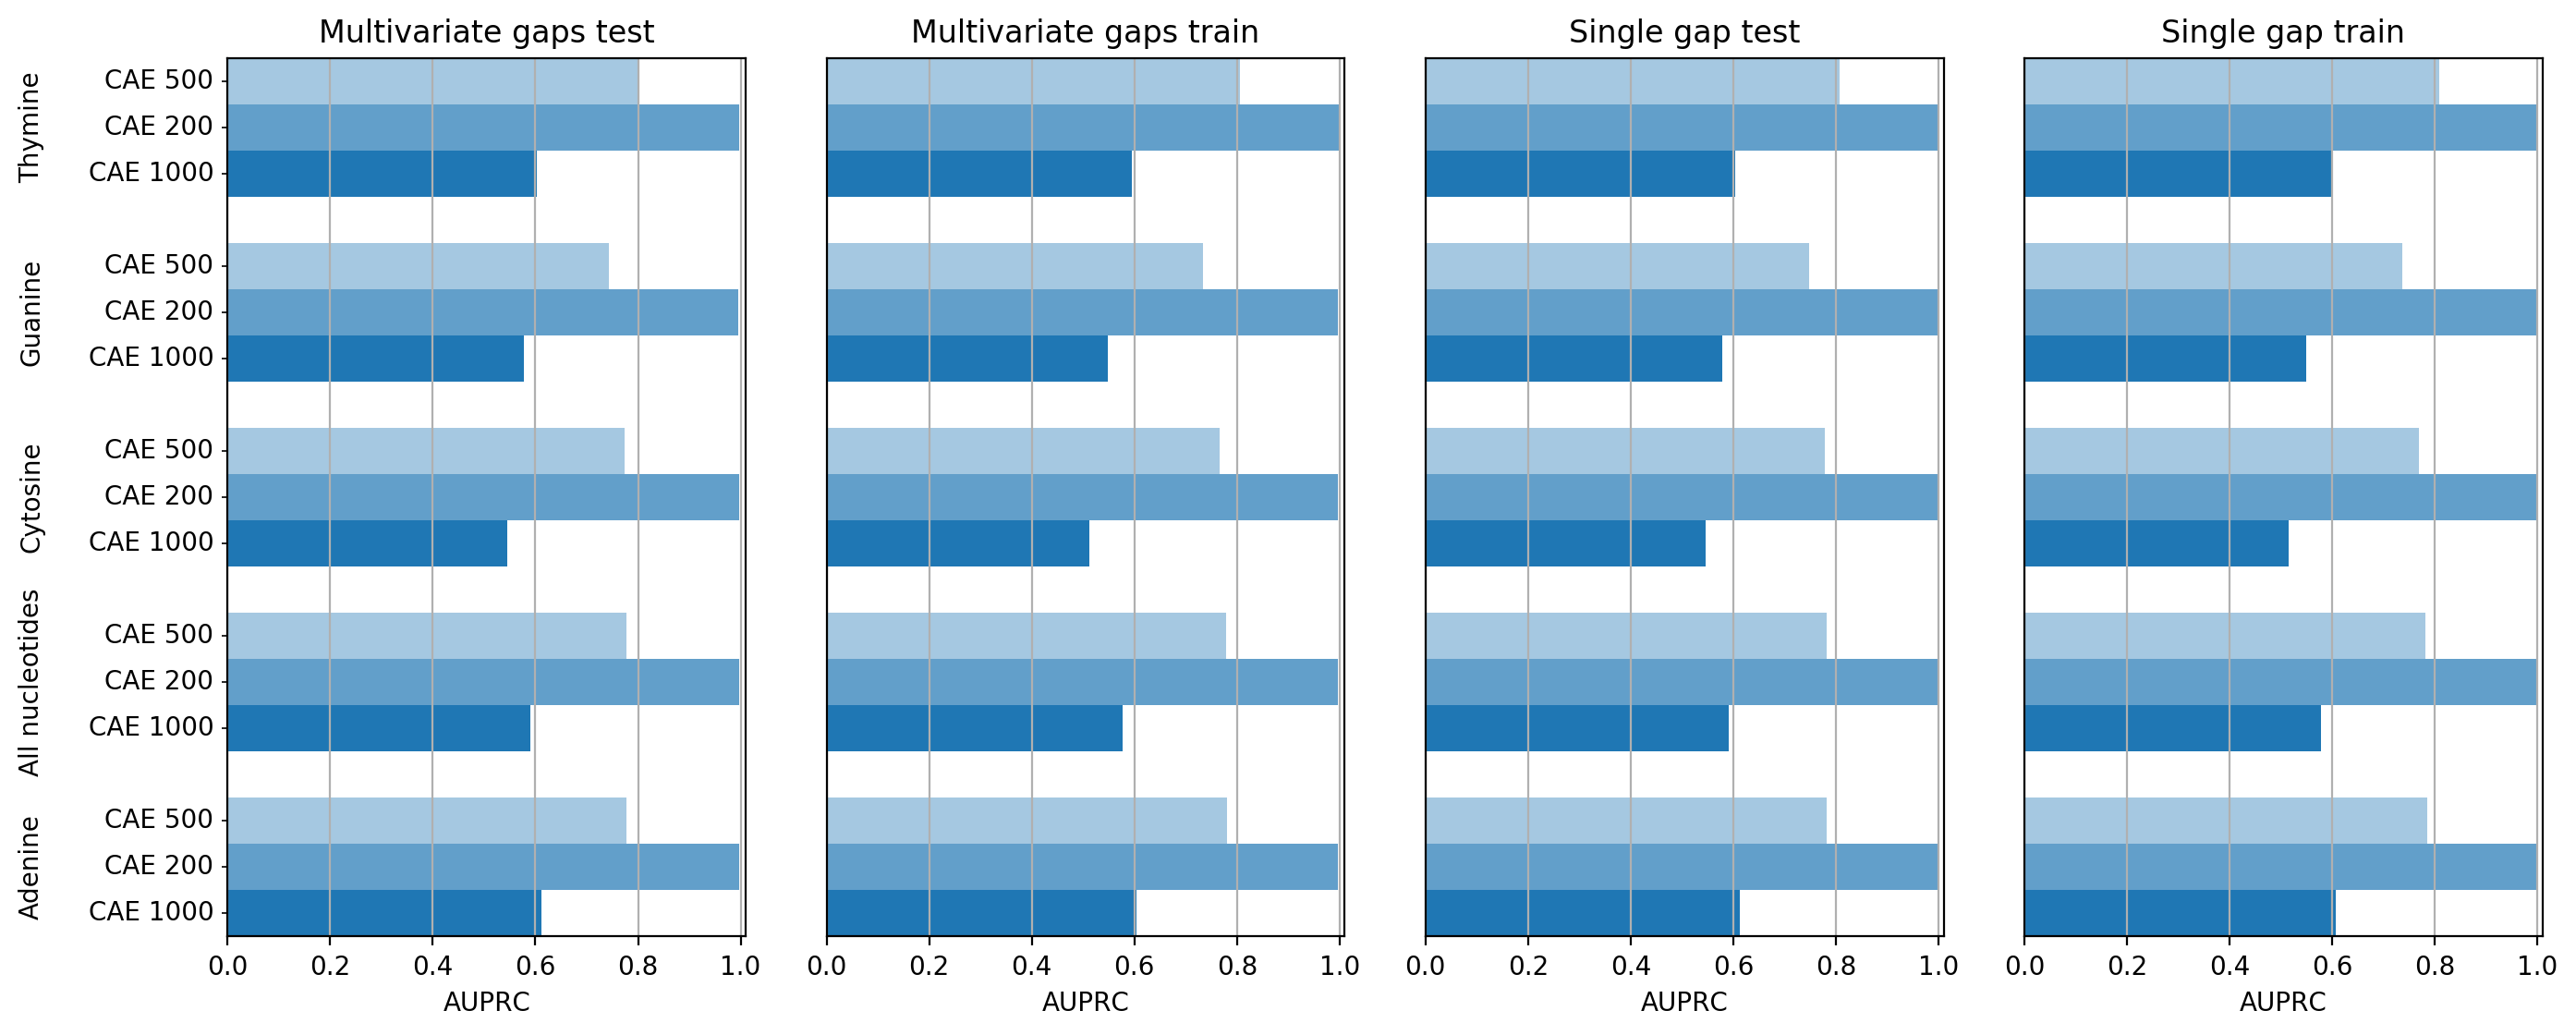 Multivariate gaps test
Multivariate gaps train
Single gap test
Single gap train
Thymine
CAE 500
CAE 200
CAE 1000
Guanine
CAE 500
CAE 200
CAE 1000
Cytosine
CAE 500
CAE 200
CAE 1000
All nucleotides
CAE 500
CAE 200
CAE 1000
Adenine
CAE 500
CAE 200
CAE 1000
0.0 0.2 0.4 0.6 0.8 1.0
0.0 0.2 0.4 0.6 0.8 1.0
0.0 0.2 0.4 0.6 0.8 1.0
0.0 0.2 0.4 0.6 0.8 1.0
AUPRC
AUPRC
AUPRC
AUPRC